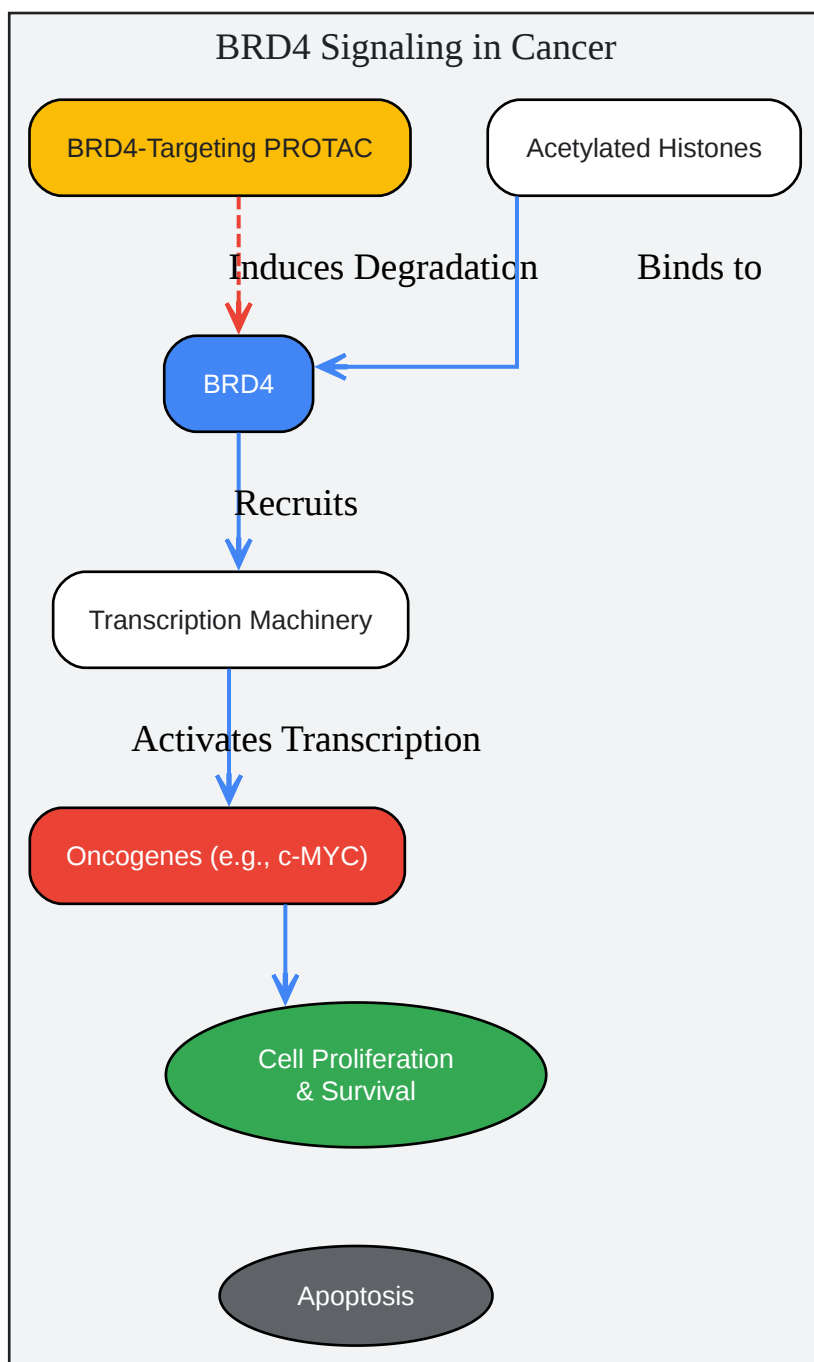 BRD4 Signaling in Cancer
BRD4-Targeting PROTAC
Acetylated Histones
Induces Degradation
Binds to
BRD4
Recruits
Transcription Machinery
Activates Transcription
Oncogenes (e.g., c-MYC)
Cell Proliferation
& Survival
Apoptosis